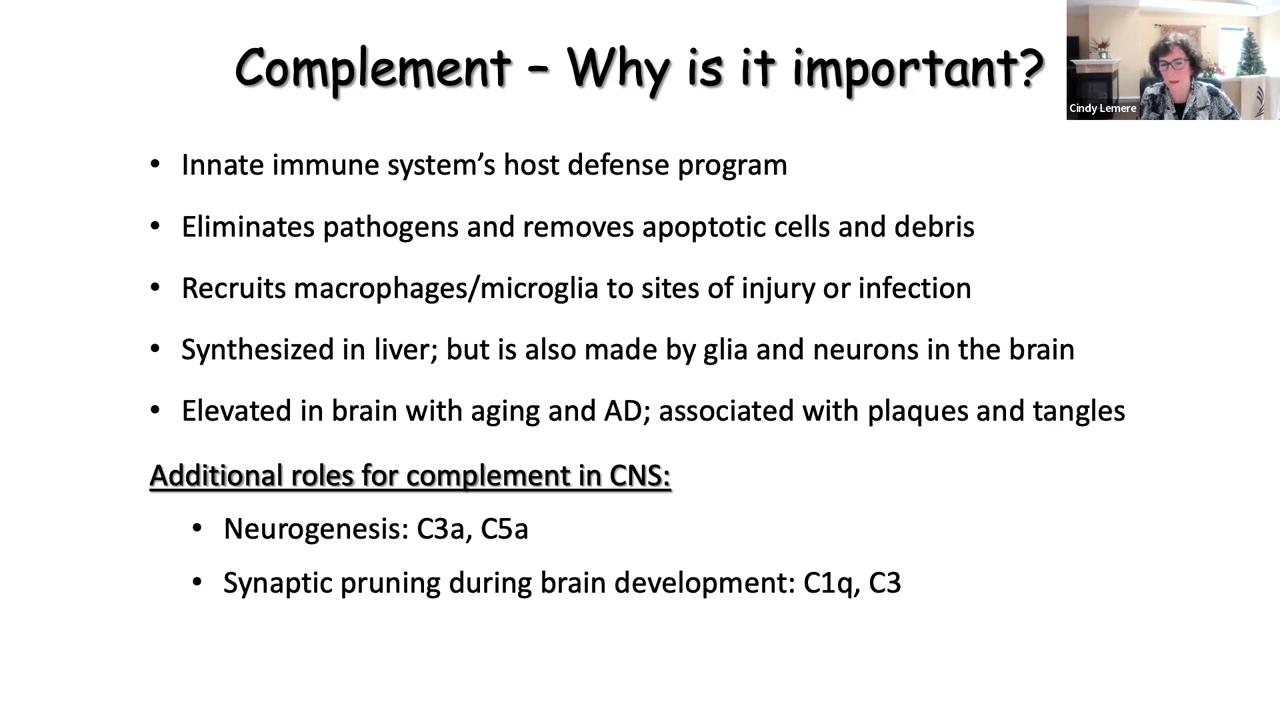 Complement – Why is it important?
Cindy Lemere
• Innate immune system’s host defense program
• Eliminates pathogens and removes apoptotic cells and debris
• Recruits macrophages/microglia to sites of injury or infection
• Synthesized in liver; but is also made by glia and neurons in the brain
• Elevated in brain with aging and AD; associated with plaques and tangles
Additional roles for complement in CNS:
• Neurogenesis: C3a, C5a
• Synaptic pruning during brain development: C1q, C3